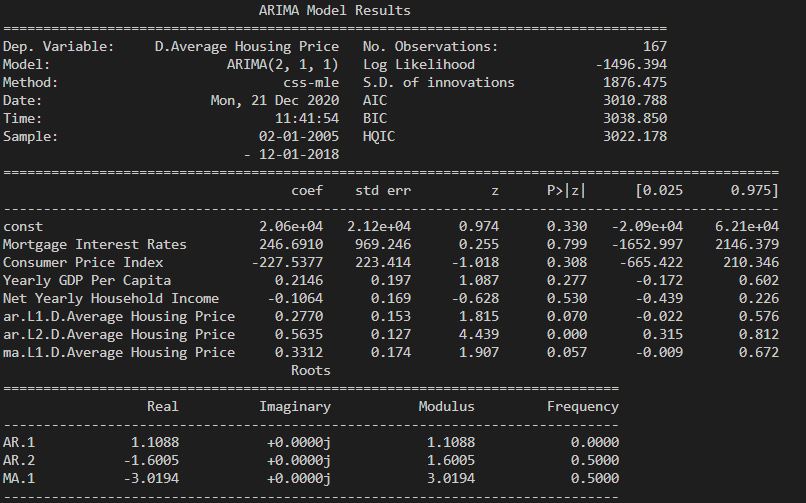 ARIMA Model Results
===================================================================================
Dep. Variable:     D.Average Housing Price   No. Observations:                  167
Model:                      ARIMA(2, 1, 1)   Log Likelihood               -1496.394
Method:                            css-mle   S.D. of innovations           1876.475
Date:                     Mon, 21 Dec 2020   AIC                           3010.788
Time:                             11:41:54   BIC                           3038.850
Sample:                         02-01-2005   HQIC                          3022.178
                              - 12-01-2018
=================================================================================================
                                    coef    std err          z      P>|z|      [0.025      0.975]
-------------------------------------------------------------------------------------------------
const                           2.06e+04   2.12e+04      0.974      0.330   -2.09e+04    6.21e+04
Mortgage Interest Rates         246.6910    969.246      0.255      0.799   -1652.997    2146.379
Consumer Price Index           -227.5377    223.414     -1.018      0.308    -665.422     210.346
Yearly GDP Per Capita             0.2146      0.197      1.087      0.277      -0.172       0.602
Net Yearly Household Income      -0.1064      0.169     -0.628      0.530      -0.439       0.226
ar.L1.D.Average Housing Price     0.2770      0.153      1.815      0.070      -0.022       0.576
ar.L2.D.Average Housing Price     0.5635      0.127      4.439      0.000       0.315       0.812
ma.L1.D.Average Housing Price     0.3312      0.174      1.907      0.057      -0.009       0.672
                                    Roots
=============================================================================
                  Real          Imaginary           Modulus         Frequency
-----------------------------------------------------------------------------
AR.1            1.1088           +0.0000j            1.1088            0.0000
AR.2           -1.6005           +0.0000j            1.6005            0.5000
MA.1           -3.0194           +0.0000j            3.0194            0.5000
-----------------------------------------------------------------------------